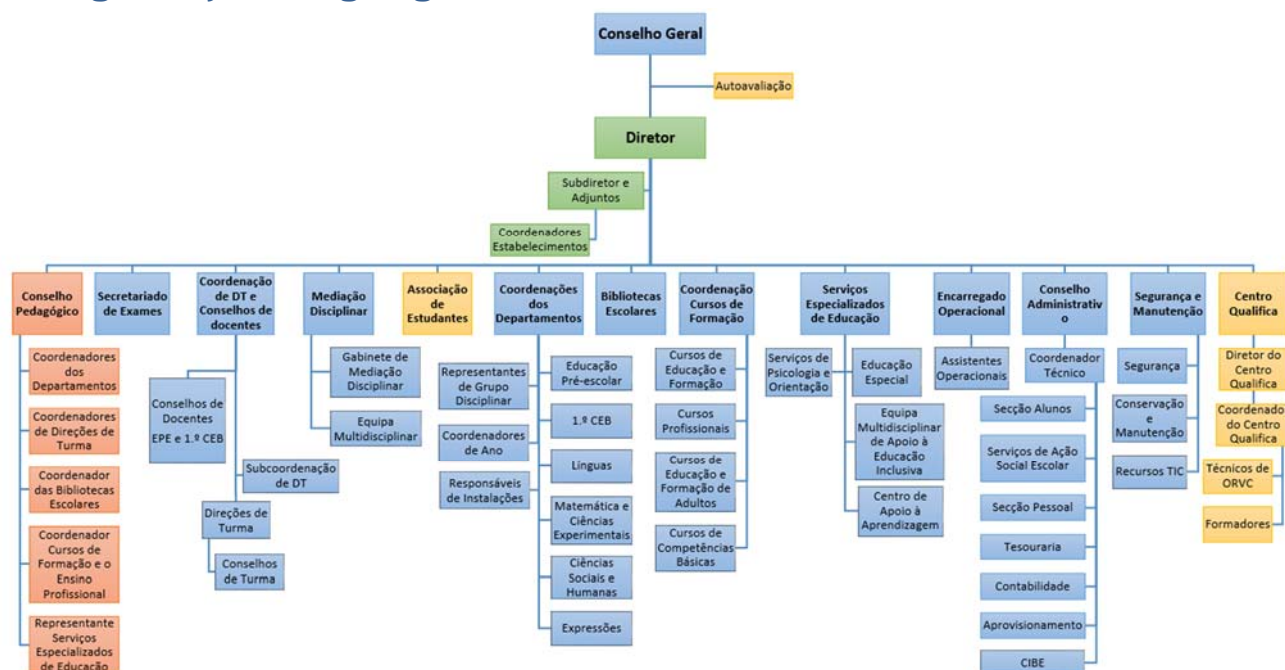 Conselho Geral
Autoavaliação
Diretor
Subdiretor e
Adjuntos
Coordenadores
Estabelecimentos
Conselho
Pedagógico
Coordenadores
dos
Departamentos
Coordenadores
de Direções de
Turma
Coordenador
das Bibliotecas
Escolares
Coordenador
Cursos de
Formação e o
Ensino
Profissional
Representante
Serviços
Especializados
de Educação
Secretariado
de Exames
Coordenação
de DT e
Conselhos de
docentes
Conselhos de
Docentes
EPE e 1.º CEB
Subcoordenação
de DT
Direções de
Turma
Conselhos
de Turma
Mediação
Disciplinar
Gabinete de
Mediação
Disciplinar
Equipa
Multidisciplinar
Associação
de
Estudantes
Coordenações
dos
Departamentos
Representantes
de Grupo
Disciplinar
Coordenadores
de Ano
Responsáveis
de Instalações
Educação
Pré-escolar
1.º CEB
Línguas
Matemática e
Ciências
Experimentais
Ciências
Sociais e
Humanas
Expressões
Bibliotecas
Escolares
Coordenação
Cursos de
Formação
Cursos de
Educação e
Formação
Cursos
Profissionais
Cursos de
Educação e
Formação de
Adultos
Cursos de
Competências
Básicas
Serviços
Especializados
de Educação
Serviços de
Psicologia e
Orientação
Educação
Especial
Equipa
Multidisciplinar
de Apoio à
Educação
Inclusiva
Centro de
Apoio à
Aprendizagem
Encarregado
Operacional
Assistentes
Operacionais
Conselho
Administrativ
o
Coordenador
Técnico
Secção Alunos
Serviços de Ação
Social Escolar
Secção Pessoal
Tesouraria
Contabilidade
Aprovisionamento
CIBE
Segurança e
Manutenção
Segurança
Conservação
e
Manutenção
Recursos TIC
Centro
Qualifica
Diretor do
Centro
Qualifica
Coordenado
do Centro
Qualifica
Técnicos de
ORVC
Formadores